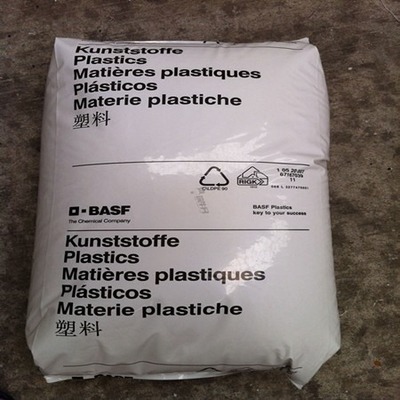 Kunststoffe
Plastics
Matières plastiques
Plásticos
Materie plastiche
塑料
BASF
The Chemical Company
RIGK
BASF Plastics
key to your success
Kunststoffe
Plastics
Matières plastiques
Plásticos
Materie plastiche
塑料